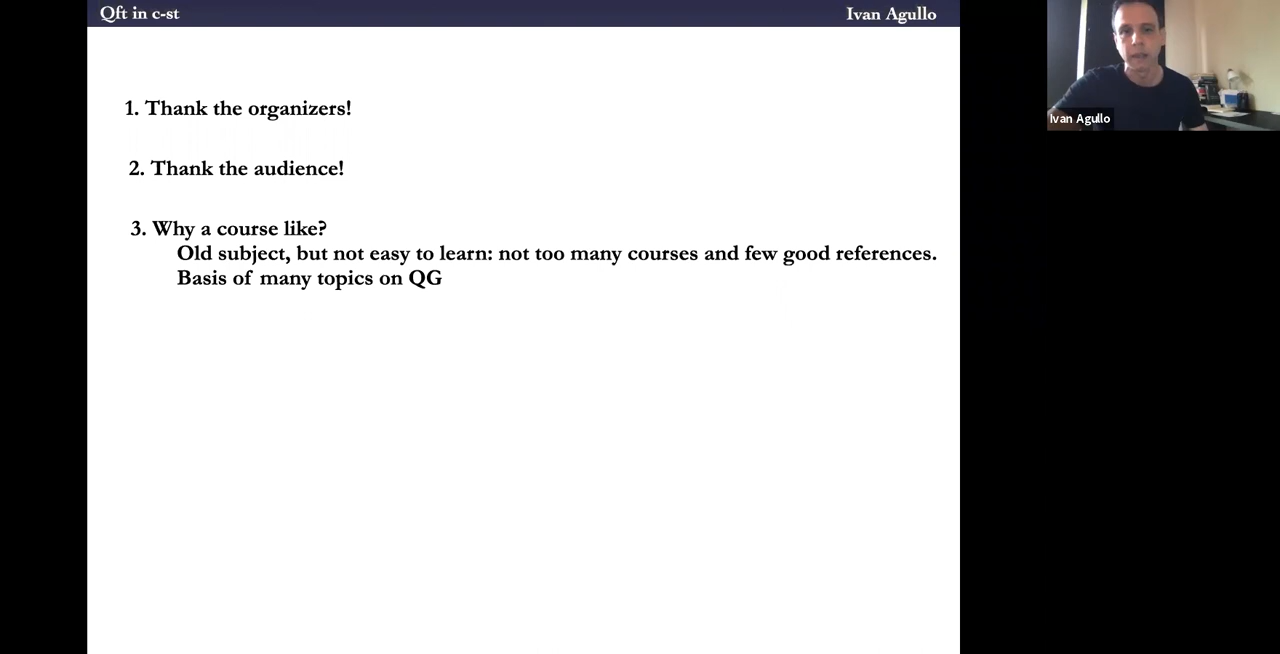 Qft in c-st
Ivan Agullo
1. Thank the organizers!
2. Thank the audience!
3. Why a course like?
Old subject, but not easy to learn: not too many courses and few good references.
Basis of many topics on QG
Ivan Agullo